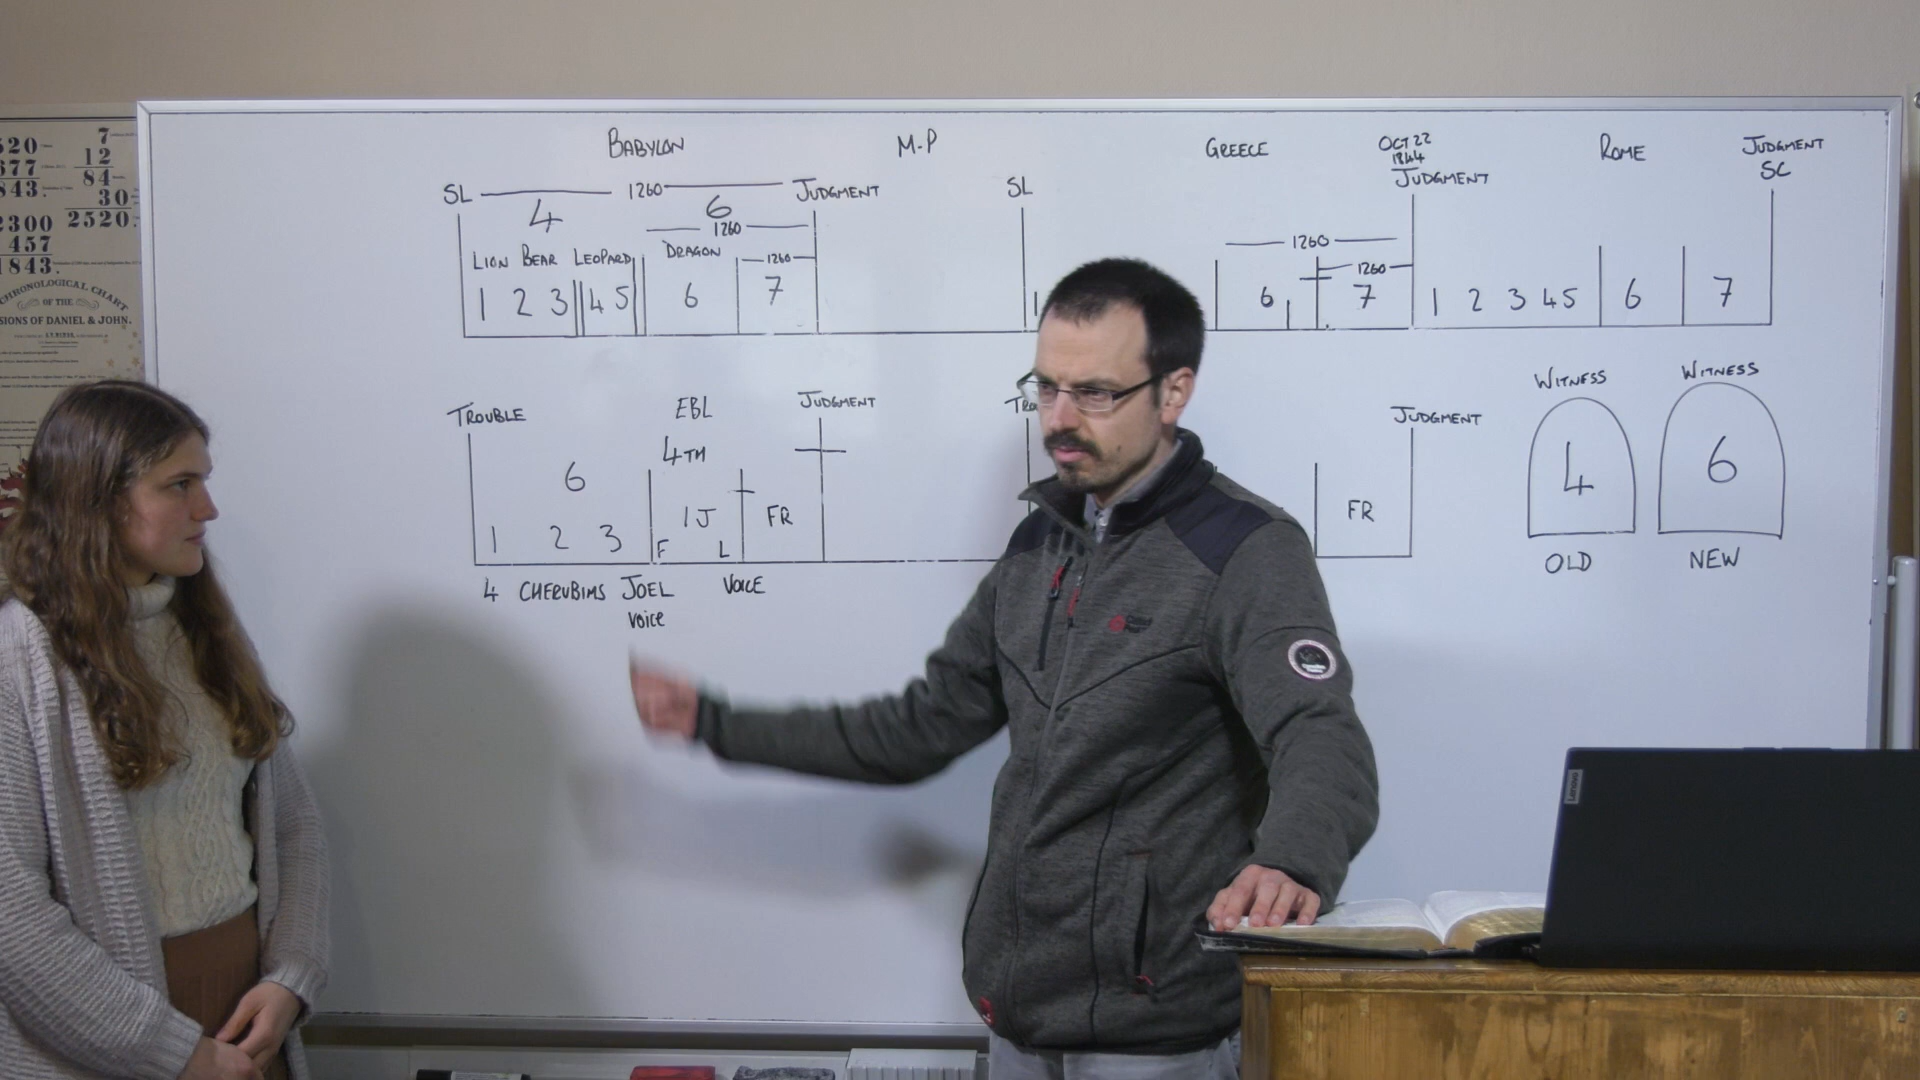 520
677
843.
2300
457
1843.
7
12
84
30
2520.
CHRONOLOGICAL CHART
OF THE
SIONS OF DANIEL & JOHN.
BABYLON M-P GREECE OCT 22 1844 JUDGMENT ROME JUDGMENT SC
SL 1260 JUDGMENT SL
4 6
1260 1260
LION BEAR LEOPARD DRAGON 1260 1260
1 2 3 4 5 6 7 1 6 7 1 2 3 4 5 6 7
TROUBLE EBL JUDGMENT JUDGMENT WITNESS WITNESS
4TH
6 4 6
1 2 3 1J FR FR
F L
OLD NEW
4 CHERUBIMS JOEL VOICE
VOICE
Lenovo